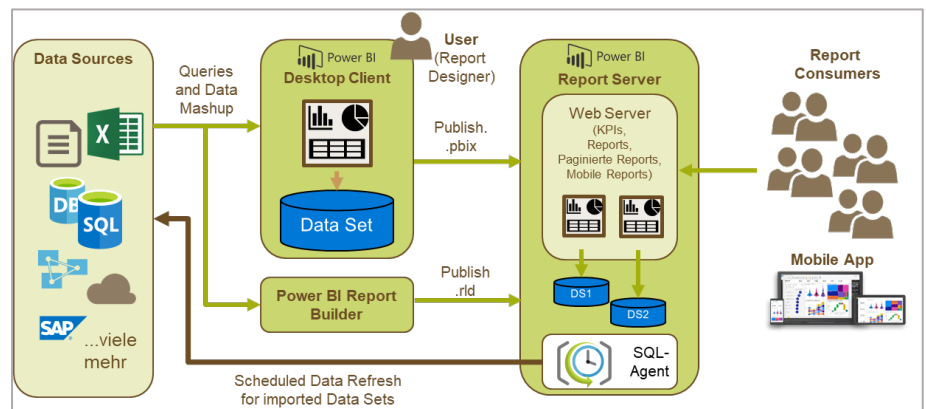 Data Sources
X
DB
SQL
SAP
...viele
mehr
Queries
and Data
Mashup
Power BI
Desktop Client
Data Set
User
(Report
Designer)
Publish.
.pbix
Power BI Report
Builder
Publish
.rld
Power BI
Report Server
Web Server
(KPIs,
Reports,
Paginierte Reports,
Mobile Reports)
DS1
DS2
SQL-
Agent
Scheduled Data Refresh
for imported Data Sets
Report
Consumers
Mobile App